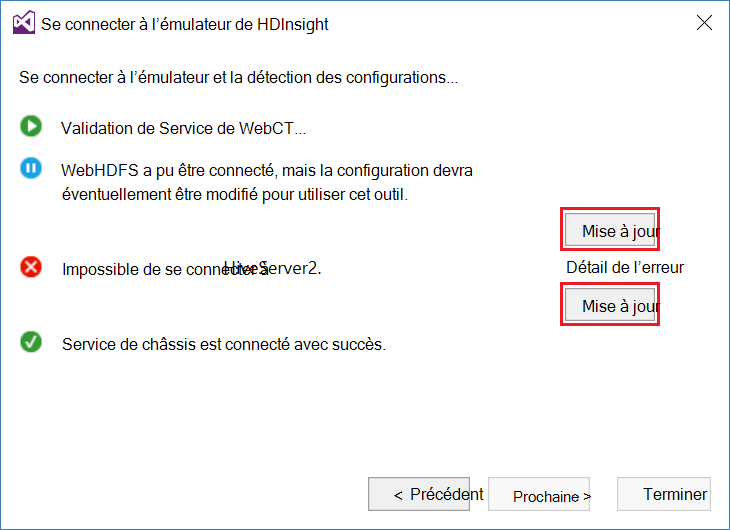 Se connecter à l’émulateur de HDInsight
Se connecter à l’émulateur et la détection des configurations...
Validation de Service de WebCT...
WebHDFS a pu être connecté, mais la configuration devra
éventuellement être modifié pour utiliser cet outil.
Mise à jour
Impossible de se connecter à HiveServer2.
Détail de l’erreur
Mise à jour
Service de châssis est connecté avec succès.
< Précédent
Prochaine >
Terminer